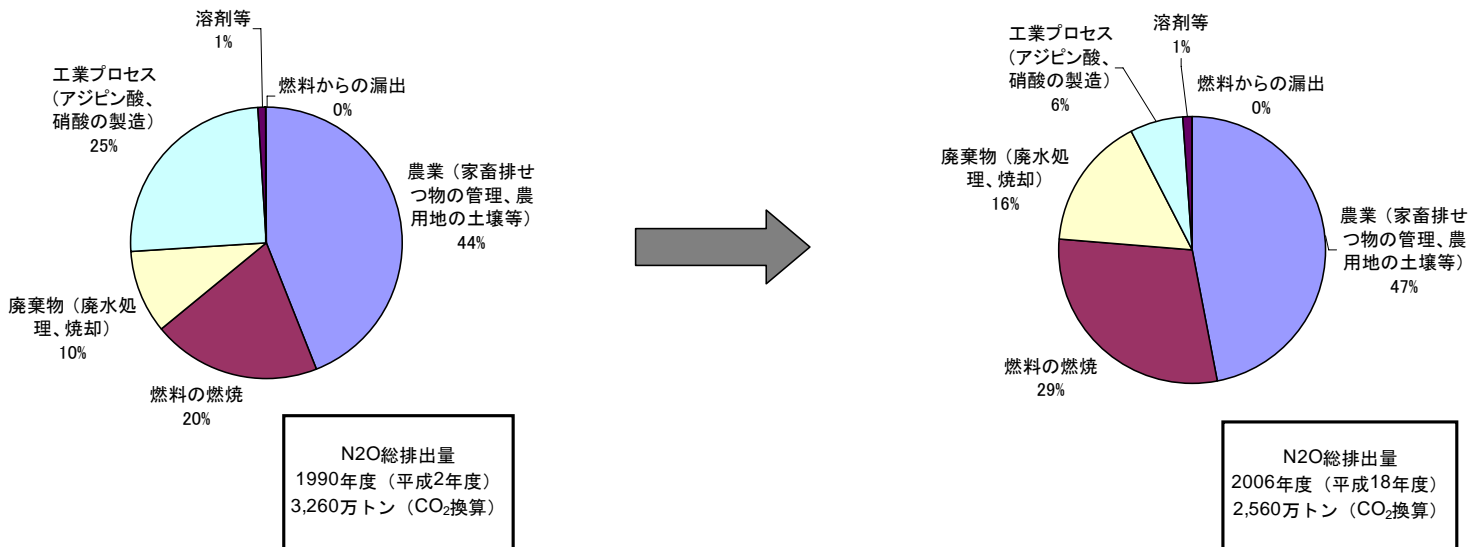 溶剤等
1%
燃料からの漏出
0%
工業プロセス
(アジピン酸、
硝酸の製造)
25%
農業（家畜排せ
つ物の管理、農
用地の土壌等）
44%
廃棄物（廃水処
理、焼却）
10%
燃料の燃焼
20%
N2O総排出量
1990年度（平成2年度）
3,260万トン（CO₂換算）
溶剤等
1%
工業プロセス
(アジピン酸、
硝酸の製造)
6%
燃料からの漏出
0%
廃棄物（廃水処
理、焼却）
16%
農業（家畜排せ
つ物の管理、農
用地の土壌等）
47%
燃料の燃焼
29%
N2O総排出量
2006年度（平成18年度）
2,560万トン（CO₂換算）